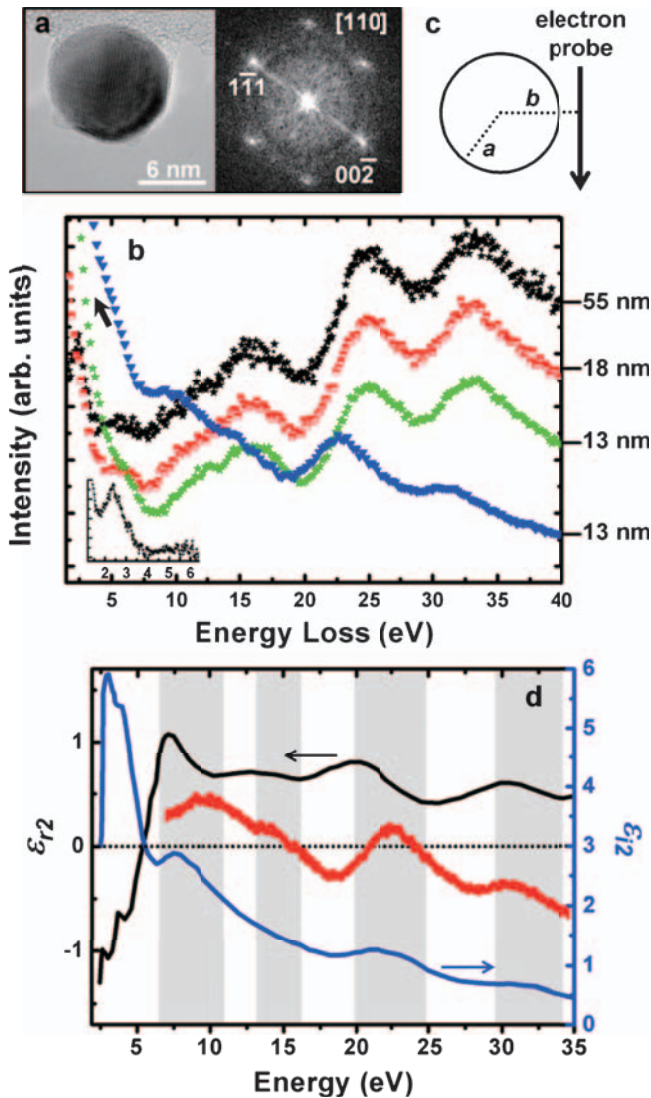 a
[110]
11̅1
002̅
6 nm
c
electron
probe
b
a
b
Intensity (arb. units)
55 nm
18 nm
13 nm
13 nm
2 3 4 5 6
5 10 15 20 25 30 35 40
Energy Loss (eV)
d
εr2
1
0
-1
6
5
4
3
2
1
0
εi2
5 10 15 20 25 30 35
Energy (eV)